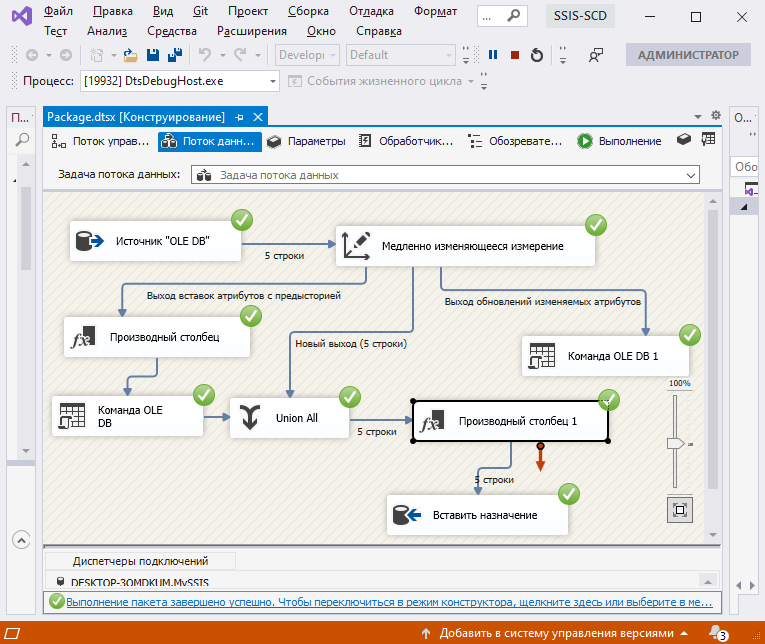 Файл Правка Вид Git Проект Сборка Отладка Формат ... SSIS-SCD
Тест Анализ Средства Расширения Окно Справка
Develop Default АДМИНИСТРАТОР
Процесс: [19932] DtsDebugHost.exe События жизненного цикла
П... Package.dtsx [Конструирование] О...
Поток управ... Поток данн... Параметры Обработчик... Обозревате... Выполнение
Обо
Задача потока данных: Задача потока данных
Источник "OLE DB"
Медленно изменяющееся измерение
5 строки
Выход вставок атрибутов с предысторией
Выход обновлений изменяемых атрибутов
Производный столбец
Новый выход (5 строки)
Команда OLE DB 1
100%
Команда OLE
DB
Union All
Производный столбец 1
5 строки
5 строки
Вставить назначение
Диспетчеры подключений
DESKTOP-3OMDKUM.MySSIS
Выполнение пакета завершено успешно. Чтобы переключиться в режим конструктора, щелкните здесь или выберите в ме...
Добавить в систему управления версиями 3